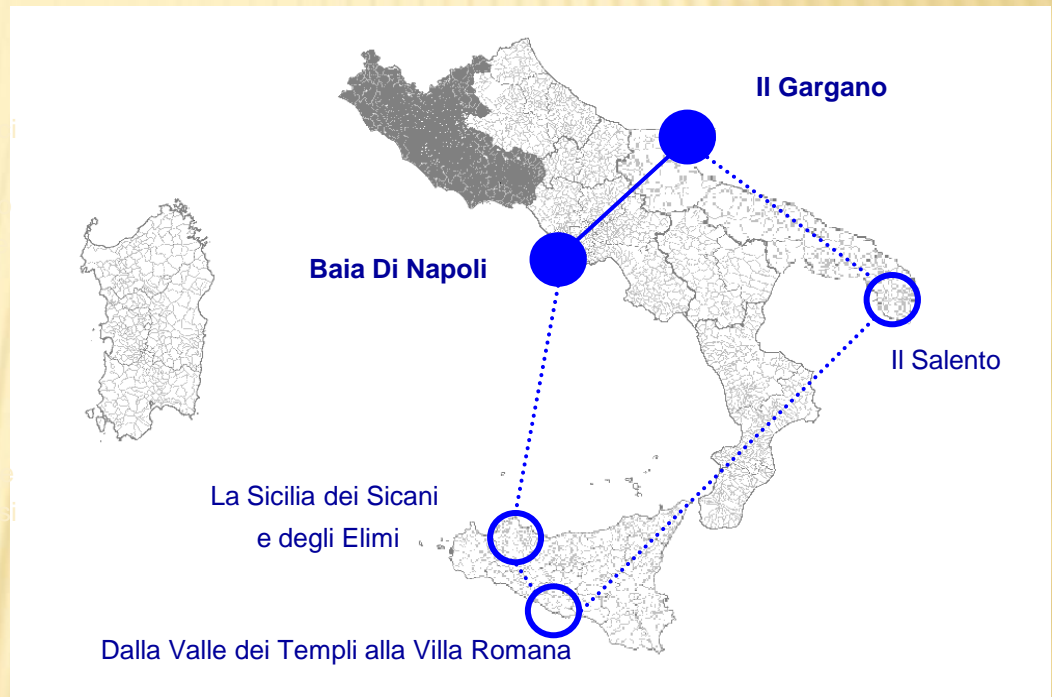 Il Gargano
Baia Di Napoli
Il Salento
La Sicilia dei Sicani
e degli Elimi
Dalla Valle dei Templi alla Villa Romana